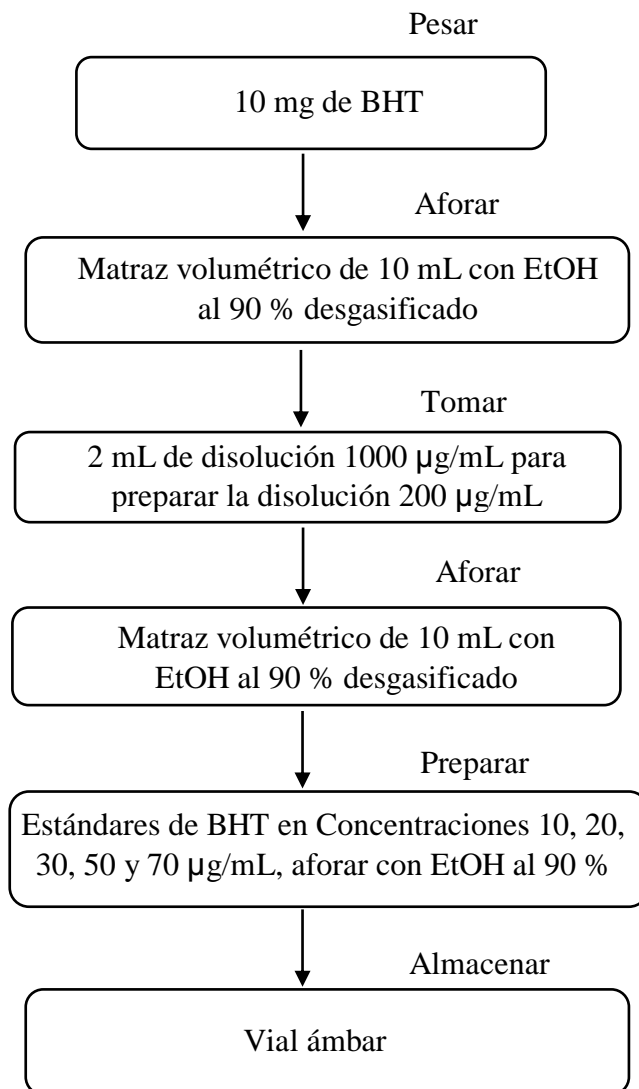 Pesar
10 mg de BHT
Aforar
Matraz volumétrico de 10 mL con EtOH
al 90 % desgasificado
Tomar
2 mL de disolución 1000 µg/mL para
preparar la disolución 200 µg/mL
Aforar
Matraz volumétrico de 10 mL con
EtOH al 90 % desgasificado
Preparar
Estándares de BHT en Concentraciones 10, 20,
30, 50 y 70 µg/mL, aforar con EtOH al 90 %
Almacenar
Vial ámbar